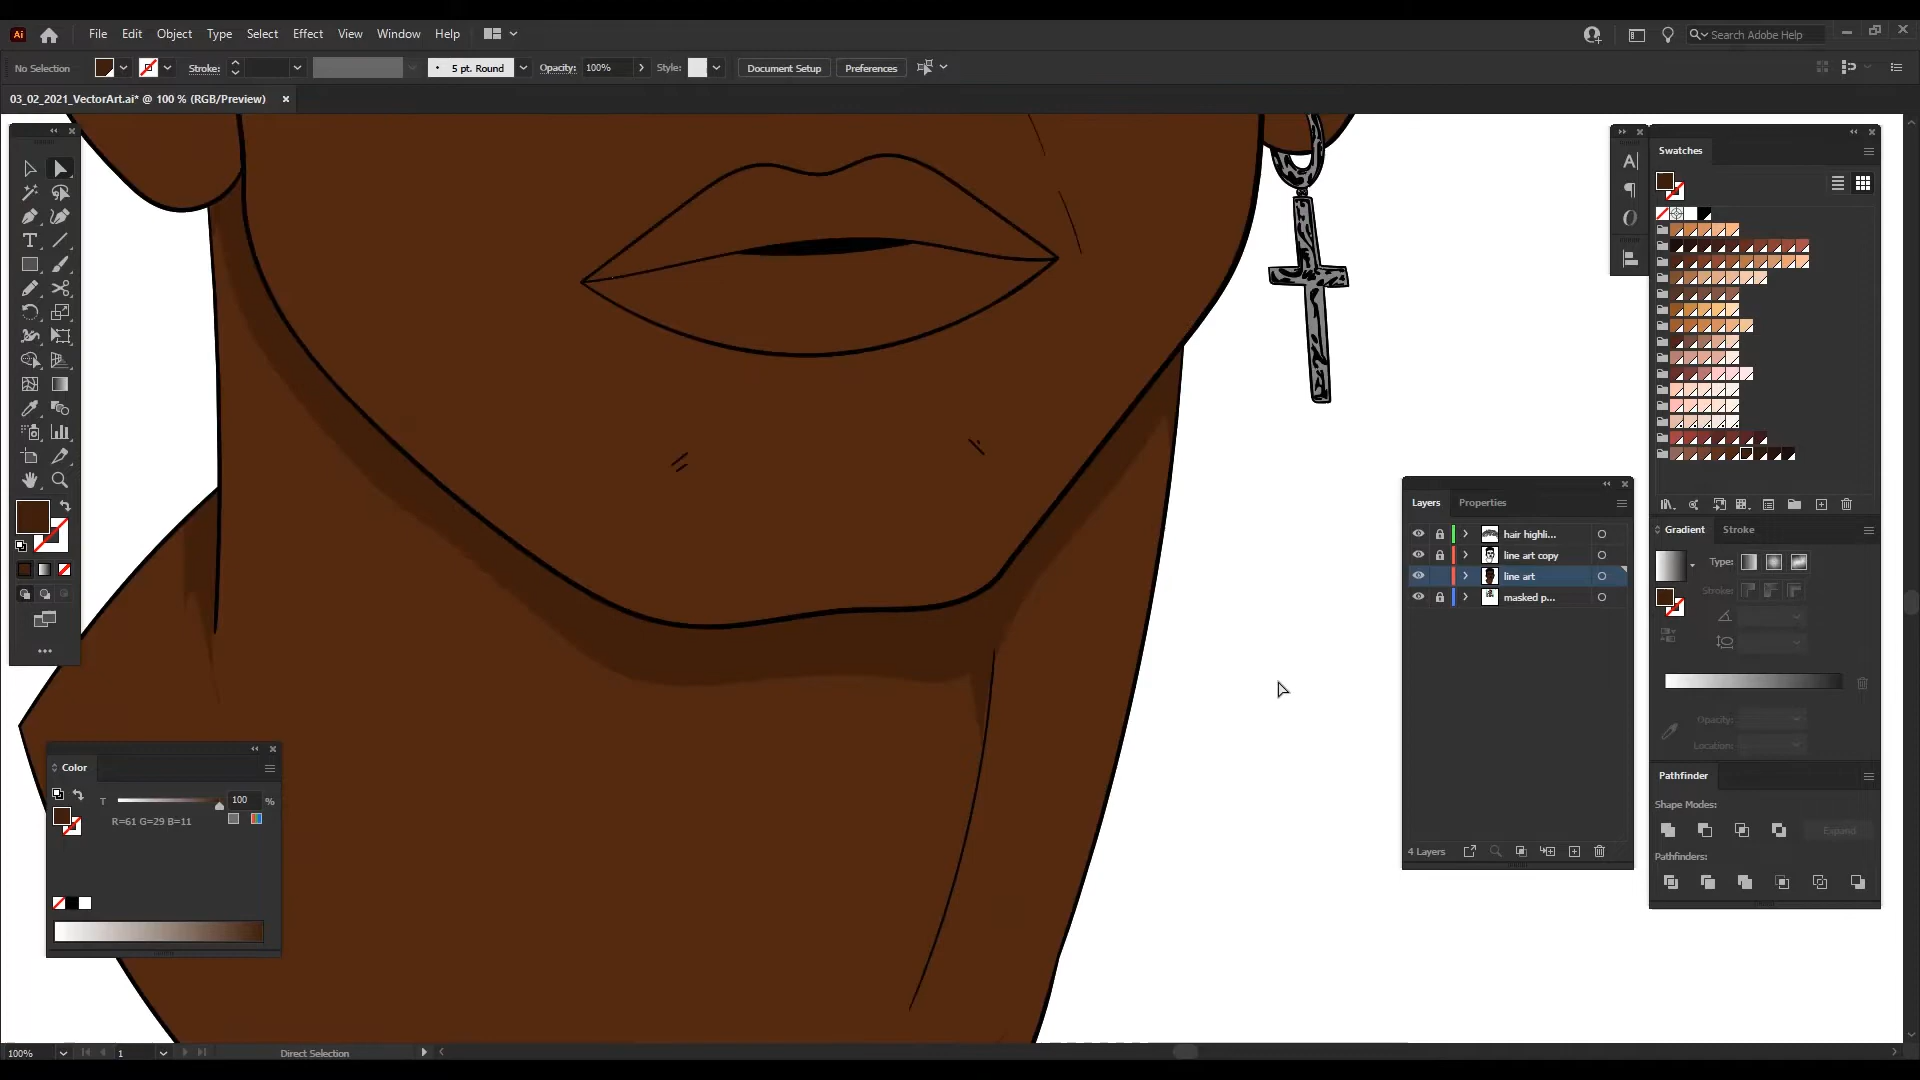 Ai File Edit Object Type Select Effect View Window Help Search Adobe Help
No Selection Stroke: 5 pt. Round Opacity: 100% Style: Document Setup Preferences
03_02_2021_VectorArt.ai* @ 100 % (RGB/Preview)
Swatches
Layers Properties
hair highli...
line art copy
line art
masked p...
4 Layers
Gradient Stroke
Type:
Stroke:
Opacity:
Location:
Pathfinder
Shape Modes:
Expand
Pathfinders:
Color
T 100 %
R=61 G=29 B=11
100% 1 Direct Selection